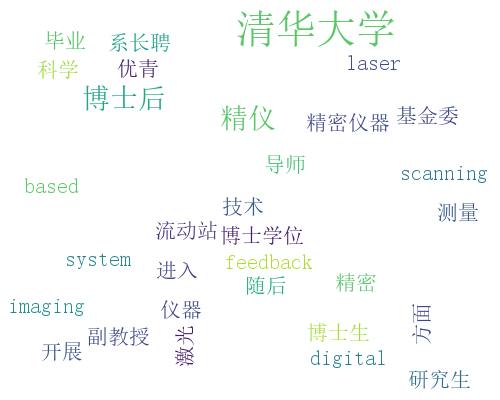 清华大学
毕业
系长聘
科学
优青
laser
博士后
精仪
精密仪器
基金委
导师
scanning
based
技术
测量
流动站
博士学位
system
进入
feedback
随后
精密
imaging
仪器
方面
开展
副教授
激光
博士生
digital
研究生